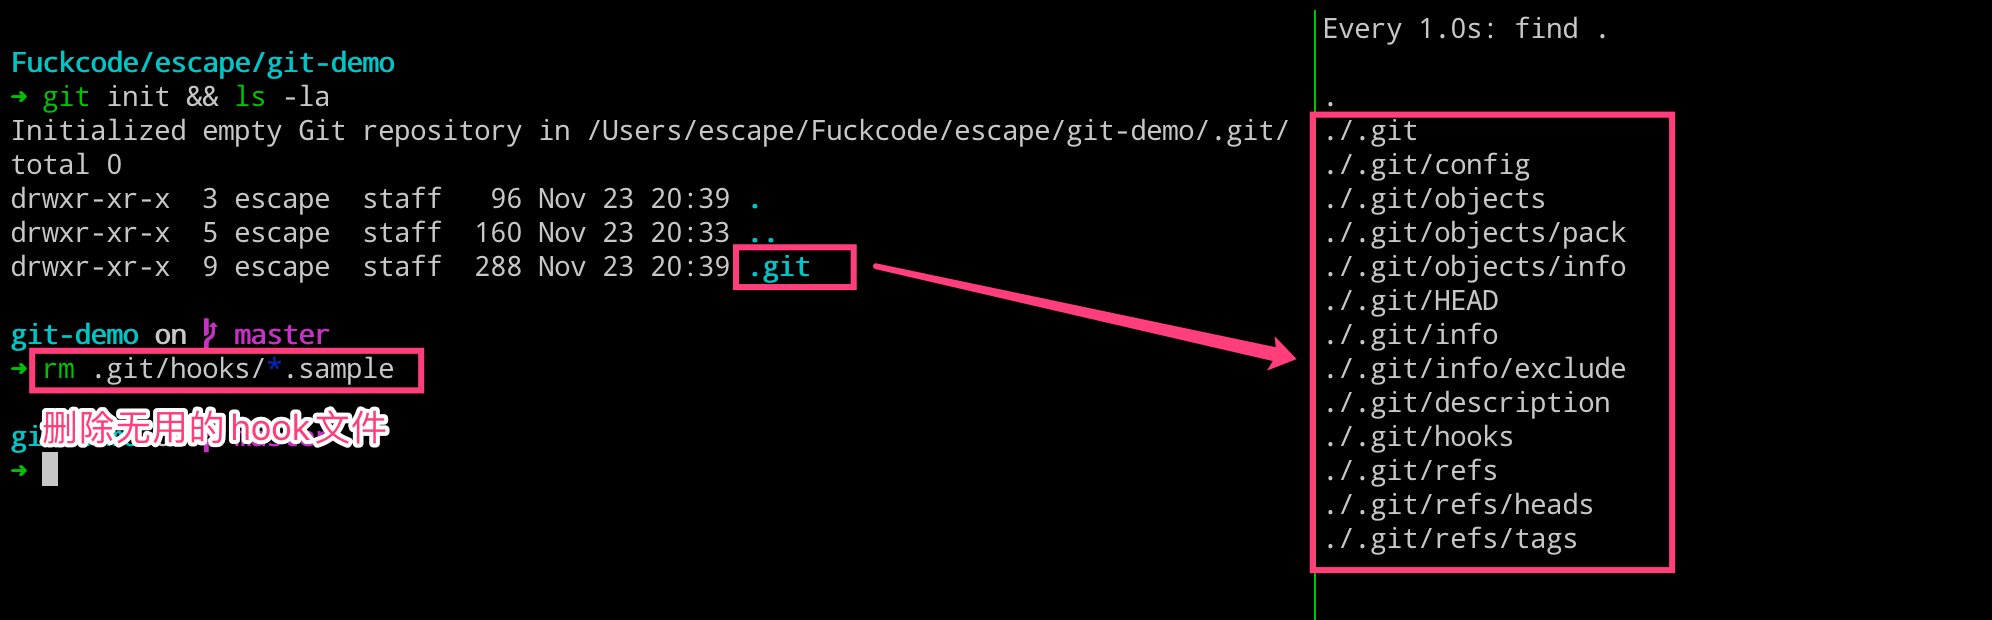 Fuckcode/escape/git-demo
➜ git init && ls -la
Initialized empty Git repository in /Users/escape/Fuckcode/escape/git-demo/.git/
total 0
drwxr-xr-x  3 escape  staff   96 Nov 23 20:39 .
drwxr-xr-x  5 escape  staff  160 Nov 23 20:33 ..
drwxr-xr-x  9 escape  staff  288 Nov 23 20:39 .git
git-demo on master
➜ rm .git/hooks/*.sample
删除无用的 hook文件
➜
Every 1.0s: find .
.
./.git
./.git/config
./.git/objects
./.git/objects/pack
./.git/objects/info
./.git/HEAD
./.git/info
./.git/info/exclude
./.git/description
./.git/hooks
./.git/refs
./.git/refs/heads
./.git/refs/tags